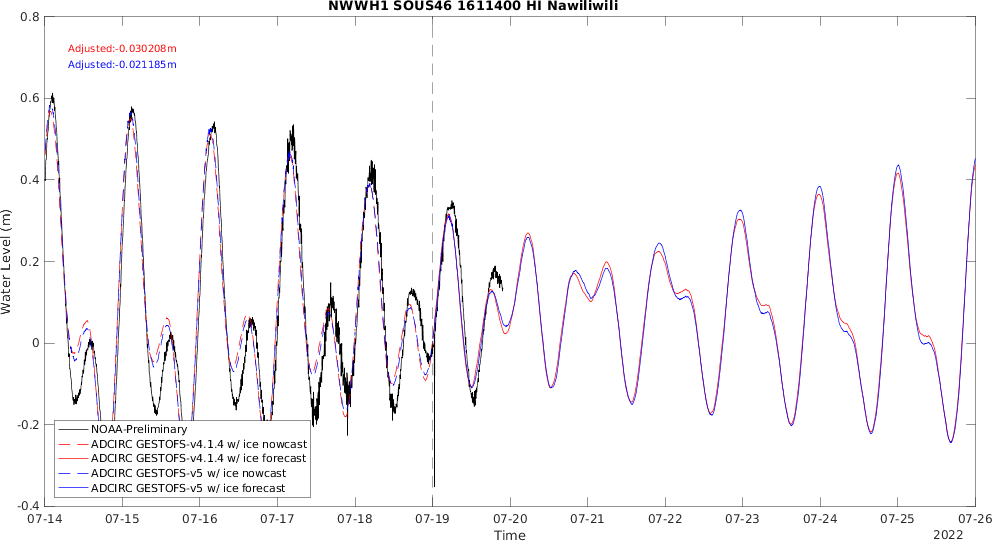 NWWH1 SOUS46 1611400 HI Nawiliwili
Adjusted:-0.030208m
Adjusted:-0.021185m
Water Level (m)
0.8
0.6
0.4
0.2
0
-0.2
-0.4
NOAA-Preliminary
ADCIRC GESTOFS-v4.1.4 w/ ice nowcast
ADCIRC GESTOFS-v4.1.4 w/ ice forecast
ADCIRC GESTOFS-v5 w/ ice nowcast
ADCIRC GESTOFS-v5 w/ ice forecast
07-14 07-15 07-16 07-17 07-18 07-19 07-20 07-21 07-22 07-23 07-24 07-25 07-26
Time
2022